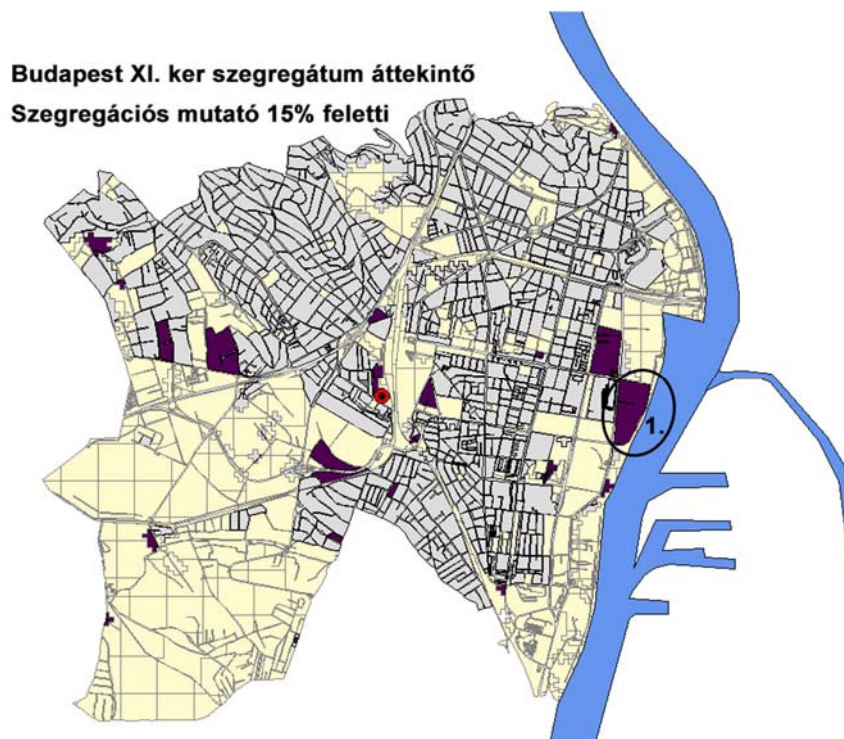 Budapest XI. ker szegregátum áttekintő
Szegregációs mutató 15% feletti
1.